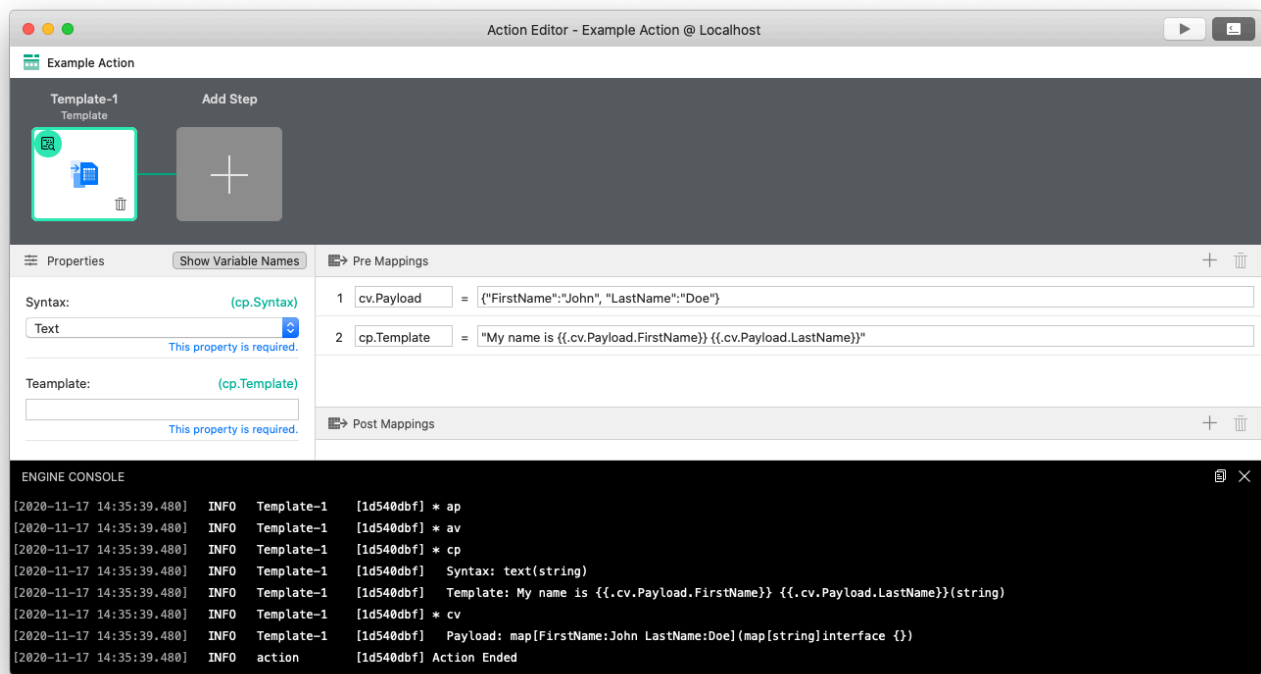 Action Editor - Example Action @ Localhost
Example Action
Template-1
Template
Add Step
Properties
Show Variable Names
Syntax:
(cp.Syntax)
Text
This property is required.
Teamplate:
(cp.Template)
This property is required.
Pre Mappings
1 cv.Payload = {"FirstName":"John", "LastName":"Doe"}
2 cp.Template = "My name is {{.cv.Payload.FirstName}} {{.cv.Payload.LastName}}"
Post Mappings
ENGINE CONSOLE
[2020-11-17 14:35:39.480] INFO Template-1 [1d540dbf] * ap
[2020-11-17 14:35:39.480] INFO Template-1 [1d540dbf] * av
[2020-11-17 14:35:39.480] INFO Template-1 [1d540dbf] * cp
[2020-11-17 14:35:39.480] INFO Template-1 [1d540dbf] Syntax: text(string)
[2020-11-17 14:35:39.480] INFO Template-1 [1d540dbf] Template: My name is {{.cv.Payload.FirstName}} {{.cv.Payload.LastName}}(string)
[2020-11-17 14:35:39.480] INFO Template-1 [1d540dbf] * cv
[2020-11-17 14:35:39.480] INFO Template-1 [1d540dbf] Payload: map[FirstName:John LastName:Doe](map[string]interface {})
[2020-11-17 14:35:39.480] INFO action [1d540dbf] Action Ended